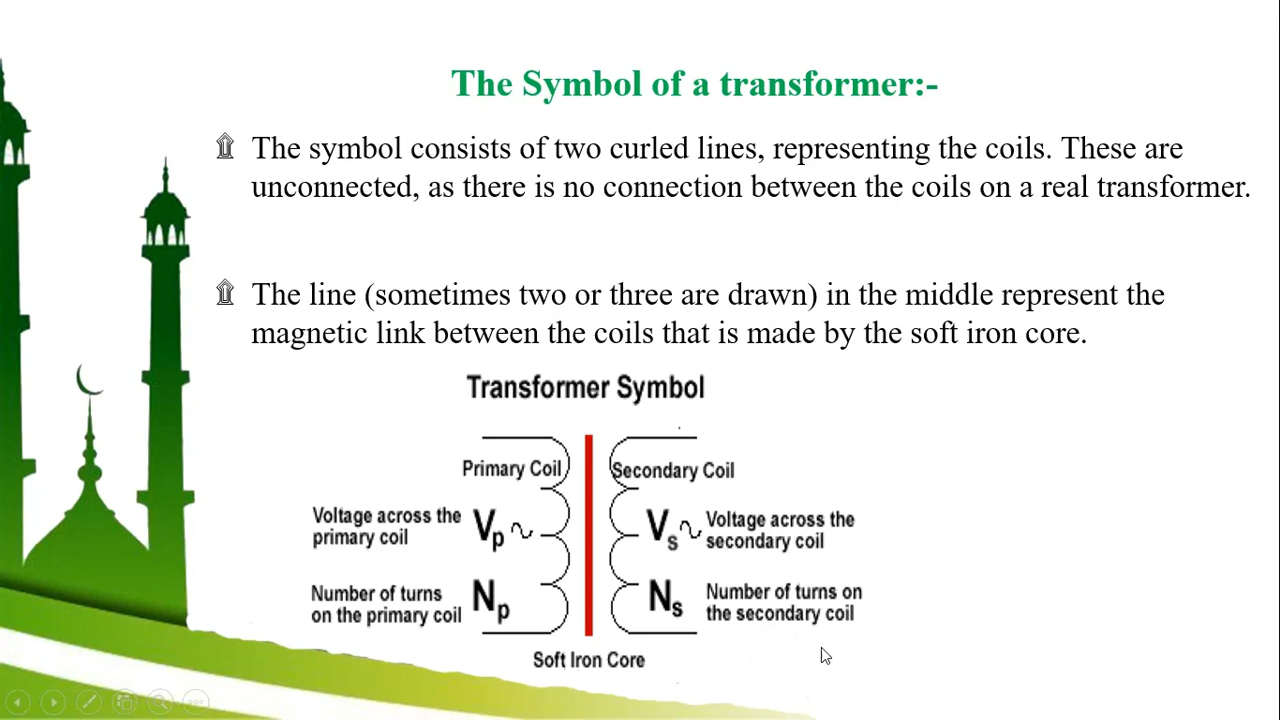 The Symbol of a transformer:-
The symbol consists of two curled lines, representing the coils. These are
unconnected, as there is no connection between the coils on a real transformer.
The line (sometimes two or three are drawn) in the middle represent the
magnetic link between the coils that is made by the soft iron core.
Transformer Symbol
Primary Coil
Secondary Coil
Voltage across the
primary coil
Vp
Vs
Voltage across the
secondary coil
Number of turns
on the primary coil
Np
Ns
Number of turns on
the secondary coil
Soft Iron Core